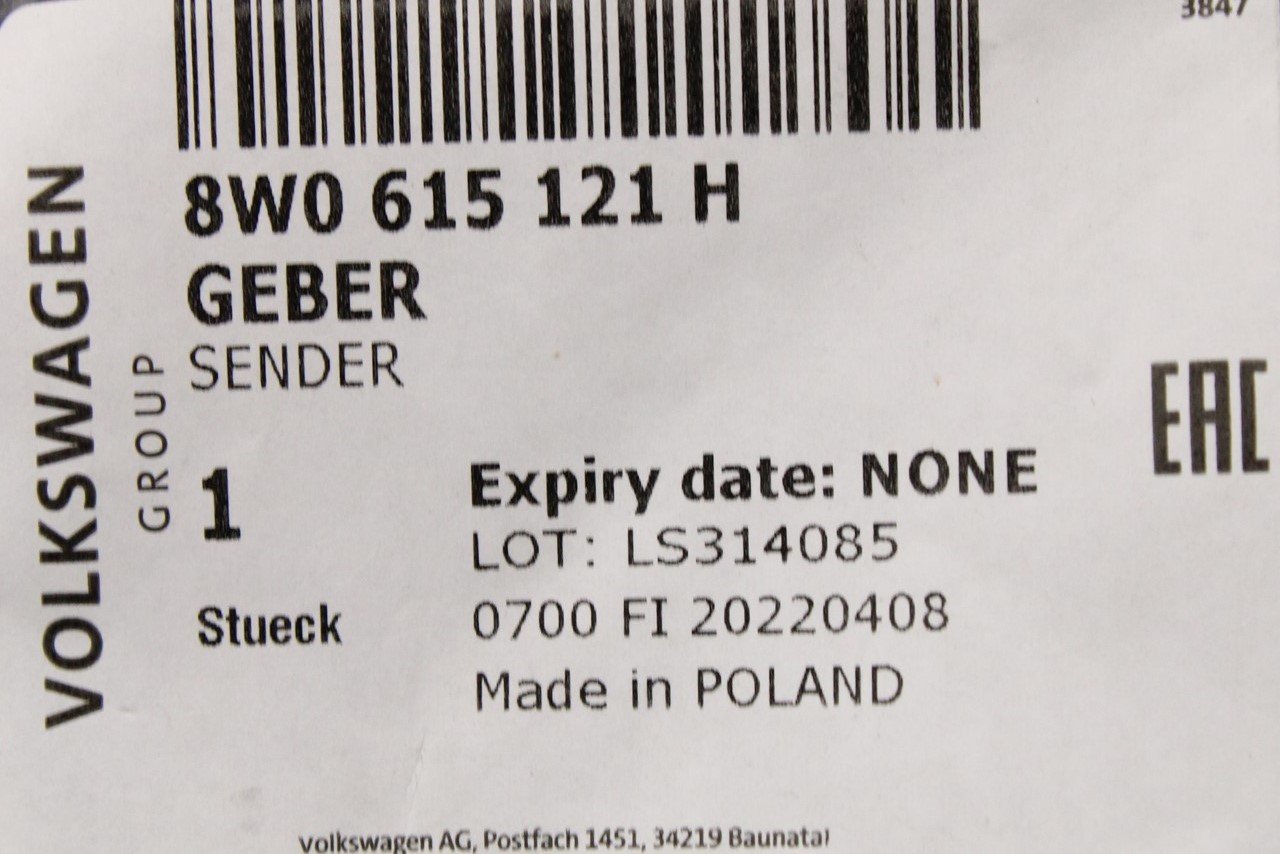 3847
8W0 615 121 H
GEBER
SENDER
VOLKSWAGEN
GROUP
EAC
1
Expiry date: NONE
LOT: LS314085
Stueck
0700 FI 20220408
Made in POLAND
Volkswagen AG, Postfach 1451, 34219 Baunatal